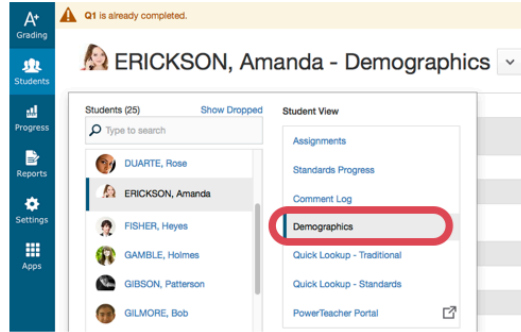 A+
Grading
Students
Progress
Reports
Settings
Apps
Q1 is already completed.
ERICKSON, Amanda - Demographics
Students (25)
Show Dropped
Type to search
DUARTE, Rose
ERICKSON, Amanda
FISHER, Heyes
GAMBLE, Holmes
GIBSON, Patterson
GILMORE, Bob
Student View
Assignments
Standards Progress
Comment Log
Demographics
Quick Lookup - Traditional
Quick Lookup - Standards
PowerTeacher Portal